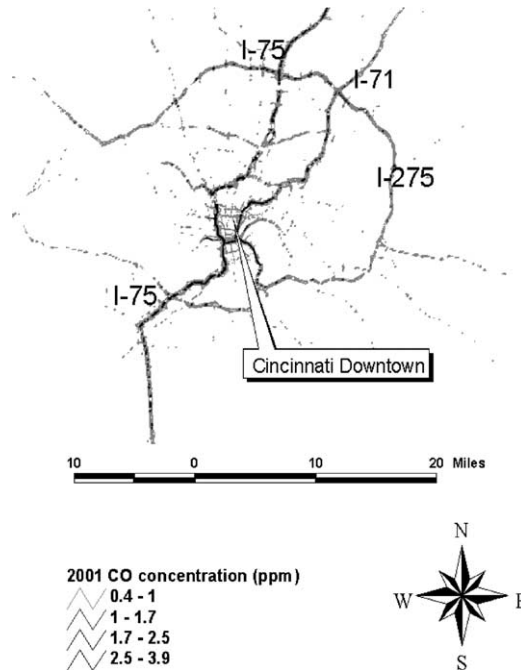 I-75
I-71
I-275
I-75
Cincinnati Downtown
10 0 10 20 Miles
N
W E
S
2001 CO concentration (ppm)
0.4 - 1
1 - 1.7
1.7 - 2.5
2.5 - 3.9